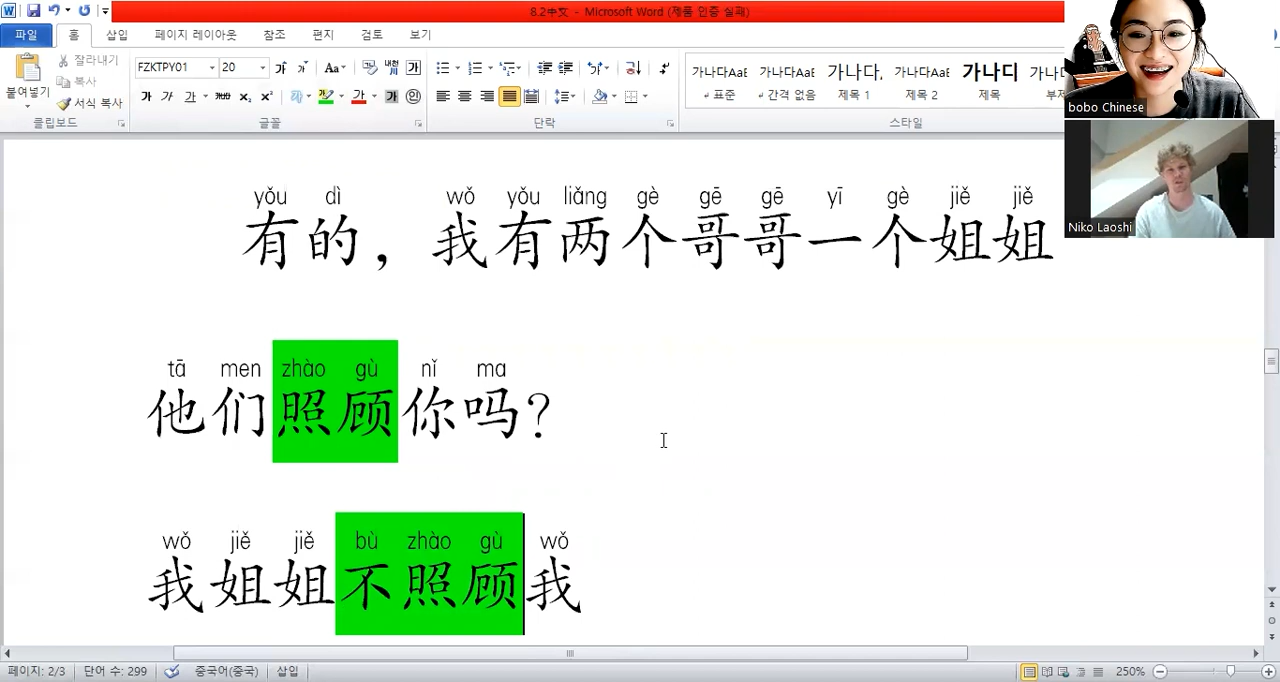 8.2中文 - Microsoft Word (제품 인증 실패)
파일 홈 삽입 페이지 레이아웃 참조 편지 검토 보기
붙여넣기 잘라내기 복사 서식 복사
FZKTPY01 20
가나다AaB 가나다AaB 가나다, 가나다AaE 가나다 가나
표준 간격 없음 제목 1 제목 2 제목
클립보드 글꼴 단락 스타일
bobo Chinese
Niko Laoshi
yǒu dì wǒ yǒu liǎng gè gē gē yī gè jiě jiě
有的，我有两个哥哥一个姐姐
tā men zhào gù nǐ ma
他们照顾你吗？
wǒ jiě jiě bù zhào gù wǒ
我姐姐不照顾我
페이지: 2/3 단어 수: 299 중국어(중국) 삽입 250%